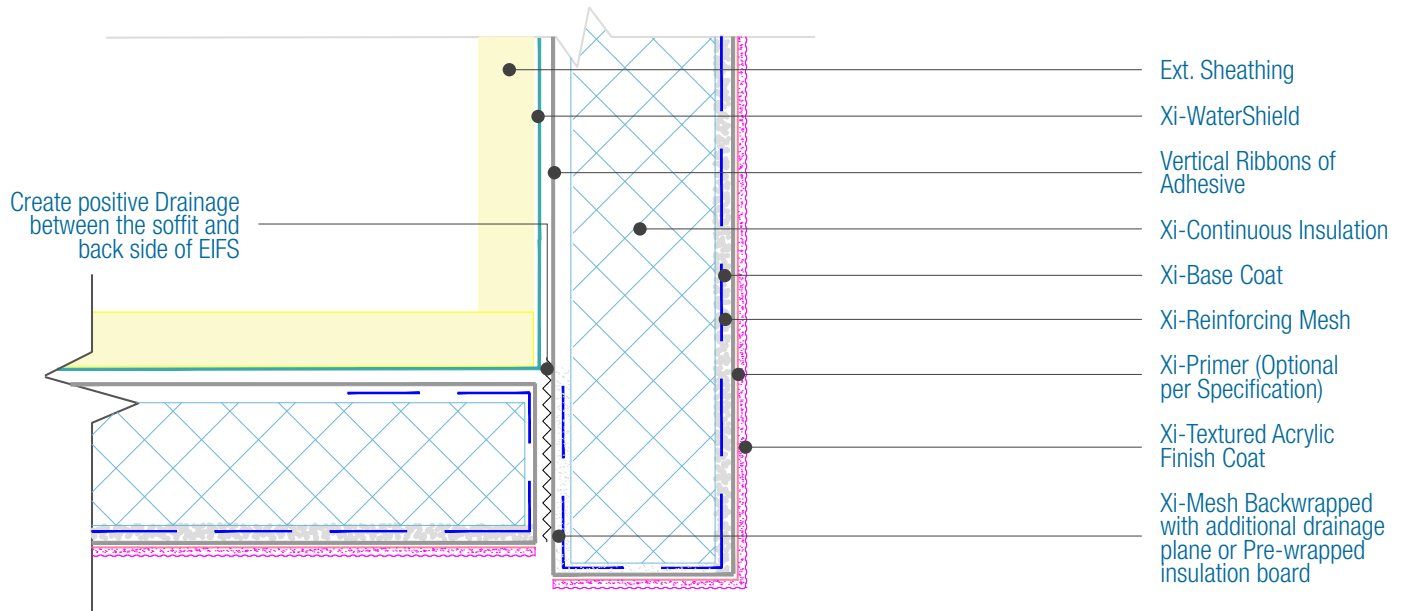 Create positive Drainage
between the soffit and
back side of EIFS
Ext. Sheathing
Xi-WaterShield
Vertical Ribbons of
Adhesive
Xi-Continuous Insulation
Xi-Base Coat
Xi-Reinforcing Mesh
Xi-Primer (Optional
per Specification)
Xi-Textured Acrylic
Finish Coat
Xi-Mesh Backwrapped
with additional drainage
plane or Pre-wrapped
insulation board